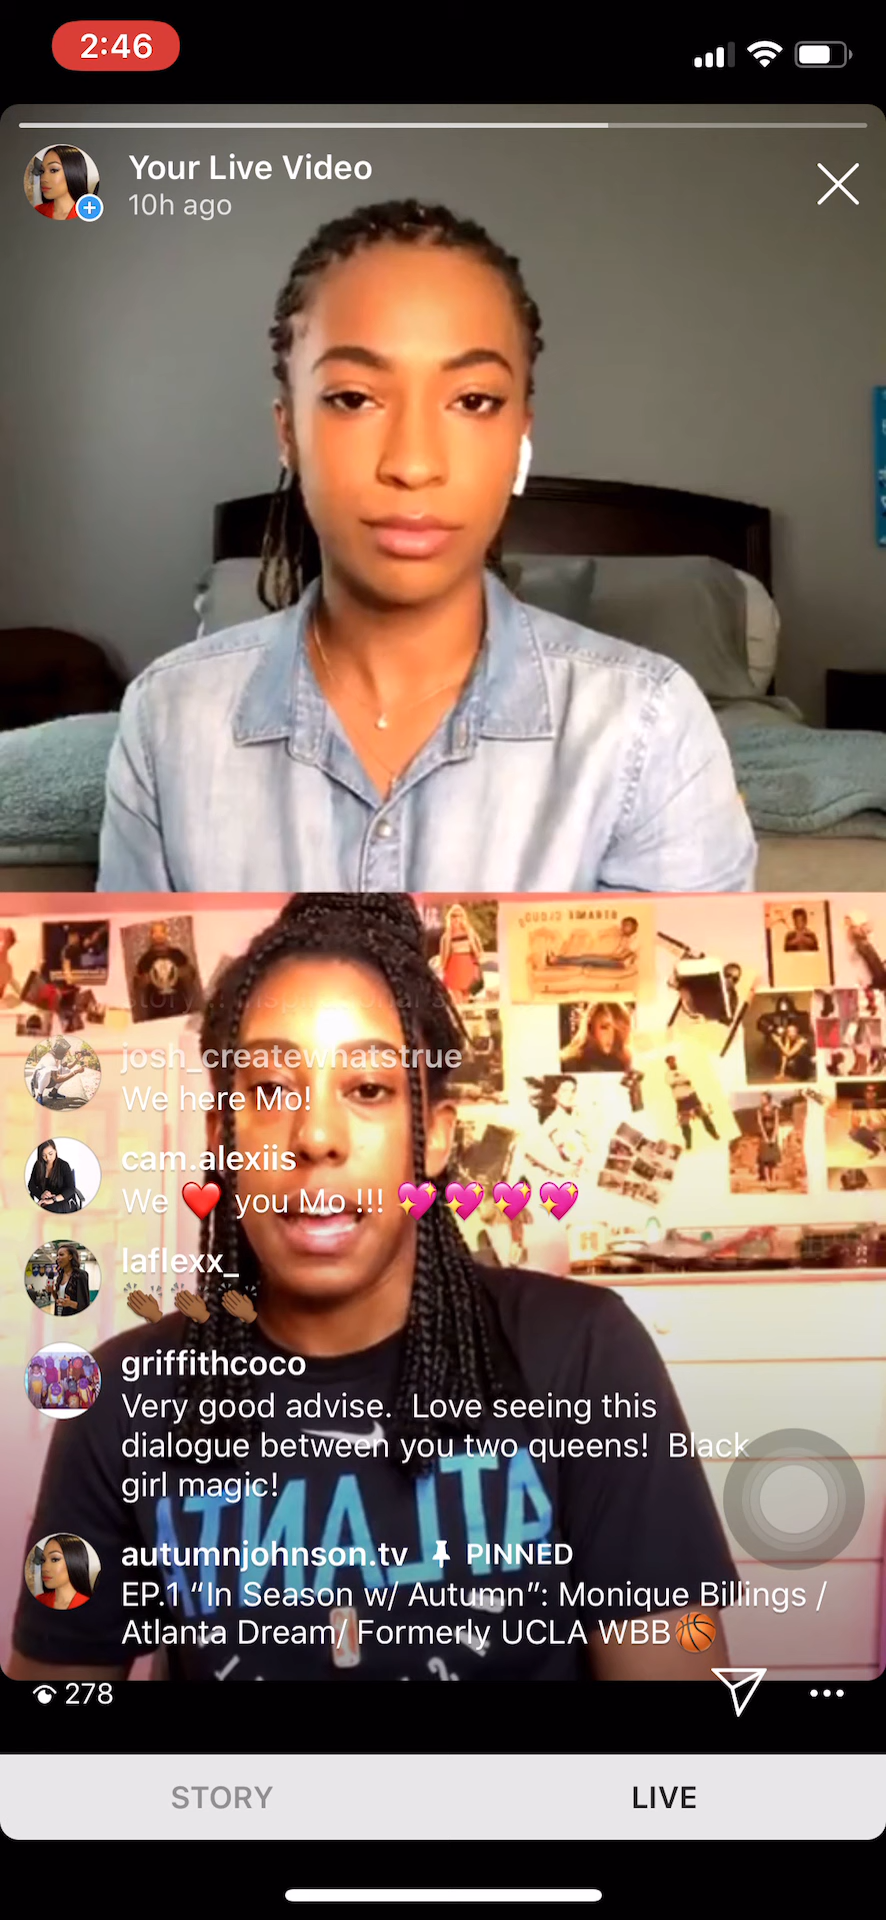 2:46
Your Live Video
10h ago
josh_createwhatstrue
We here Mo!
cam.alexiis
We ❤️ you Mo !!! 💖💖💖💖
laflexx_
👏🏾👏🏾👏🏾
griffithcoco
Very good advise.  Love seeing this
dialogue between you two queens!  Black
girl magic!
ATLANTA
autumnjohnson.tv 📌 PINNED
EP.1 “In Season w/ Autumn”: Monique Billings /
Atlanta Dream/ Formerly UCLA WBB🏀
278
STORY
LIVE